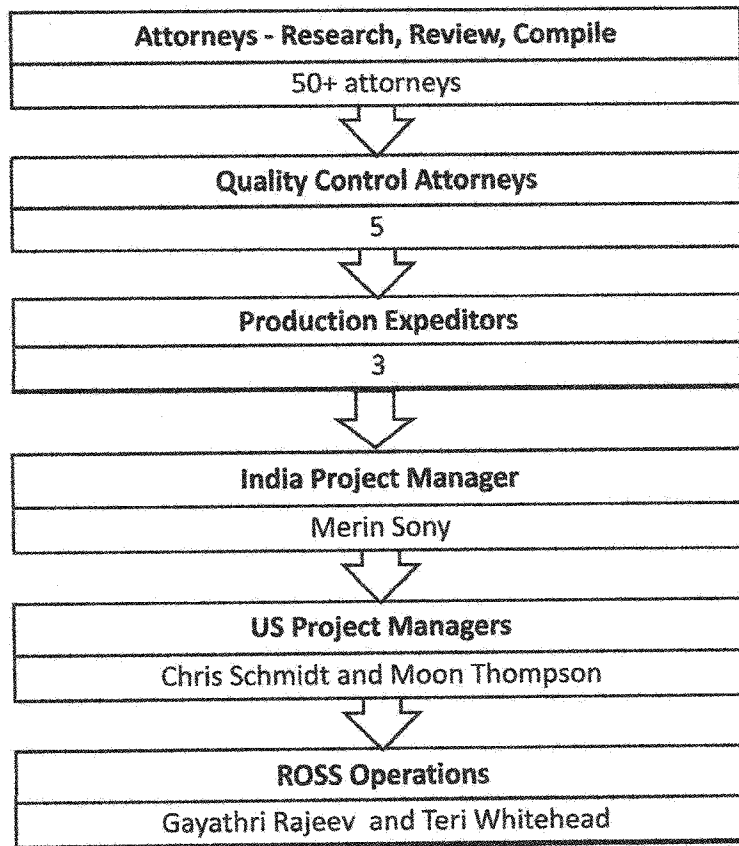 Attorneys - Research, Review, Compile
50+ attorneys
Quality Control Attorneys
5
Production Expeditors
3
India Project Manager
Merin Sony
US Project Managers
Chris Schmidt and Moon Thompson
ROSS Operations
Gayathri Rajeev and Teri Whitehead